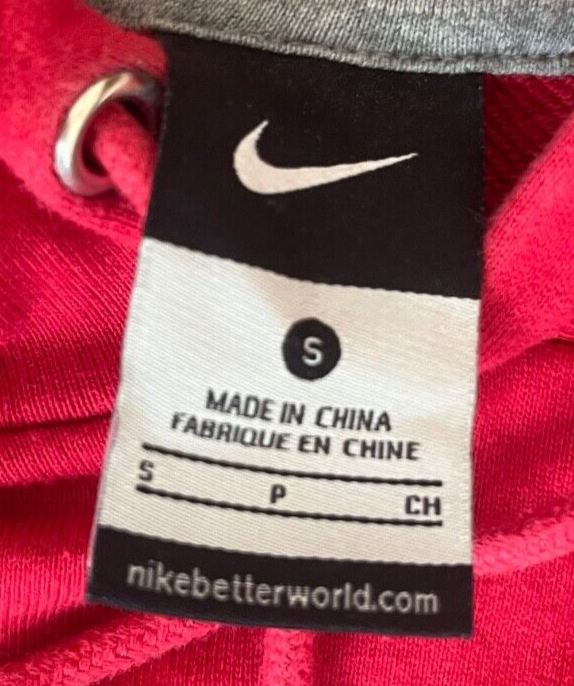 S
MADE IN CHINA
FABRIQUE EN CHINE
S P CH
nikebetterworld.com